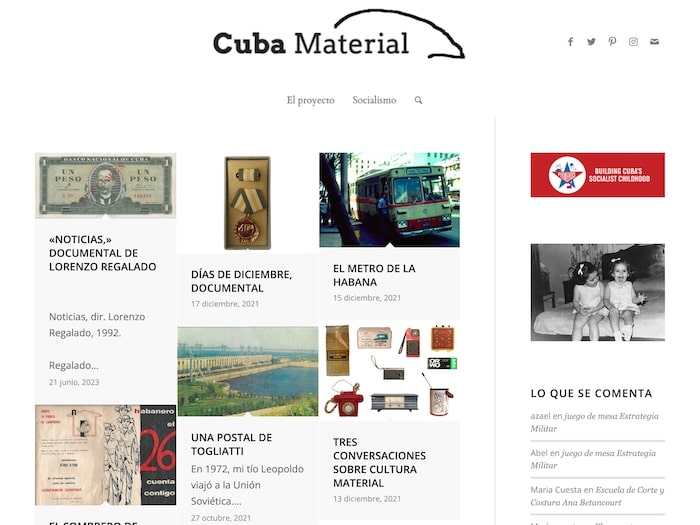 Cuba Material
El proyecto
Socialismo
BANCO NACIONAL DE CUBA
UN
PESO
UN
PESO
«NOTICIAS,»
DOCUMENTAL DE
LORENZO REGALADO
Noticias, dir. Lorenzo
Regalado, 1992.
Regalado...
21 junio, 2023
DÍAS DE DICIEMBRE,
DOCUMENTAL
17 diciembre, 2021
EL METRO DE LA
HABANA
15 diciembre, 2021
habanero
el
26
cuenta
contigo
UNA POSTAL DE
TOGLIATTI
En 1972, mi tío Leopoldo
viajó a la Unión
Soviética....
27 octubre, 2021
TRES
CONVERSACIONES
SOBRE CULTURA
MATERIAL
13 diciembre, 2021
BUILDING CUBA'S
SOCIALIST CHILDHOOD
LO QUE SE COMENTA
azael en juego de mesa Estrategia
Militar
Abel en juego de mesa Estrategia
Militar
Maria Cuesta en Escuela de Corte y
Costura Ana Betancourt